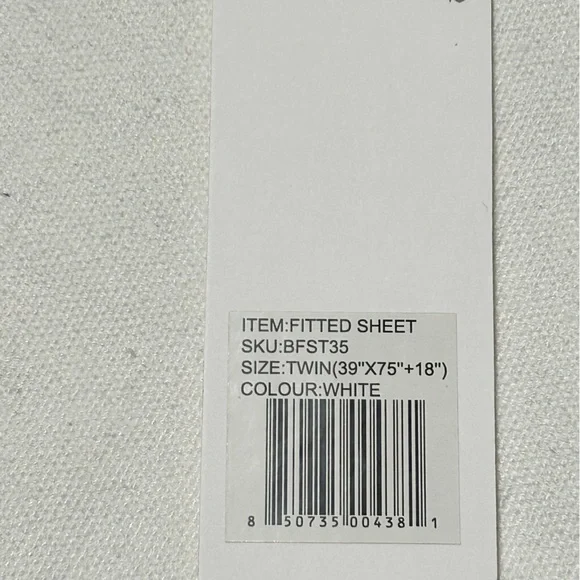 ITEM:FITTED SHEET
SKU:BFST35
SIZE:TWIN(39"X75"+18")
COLOUR:WHITE
8 50735 00438 1